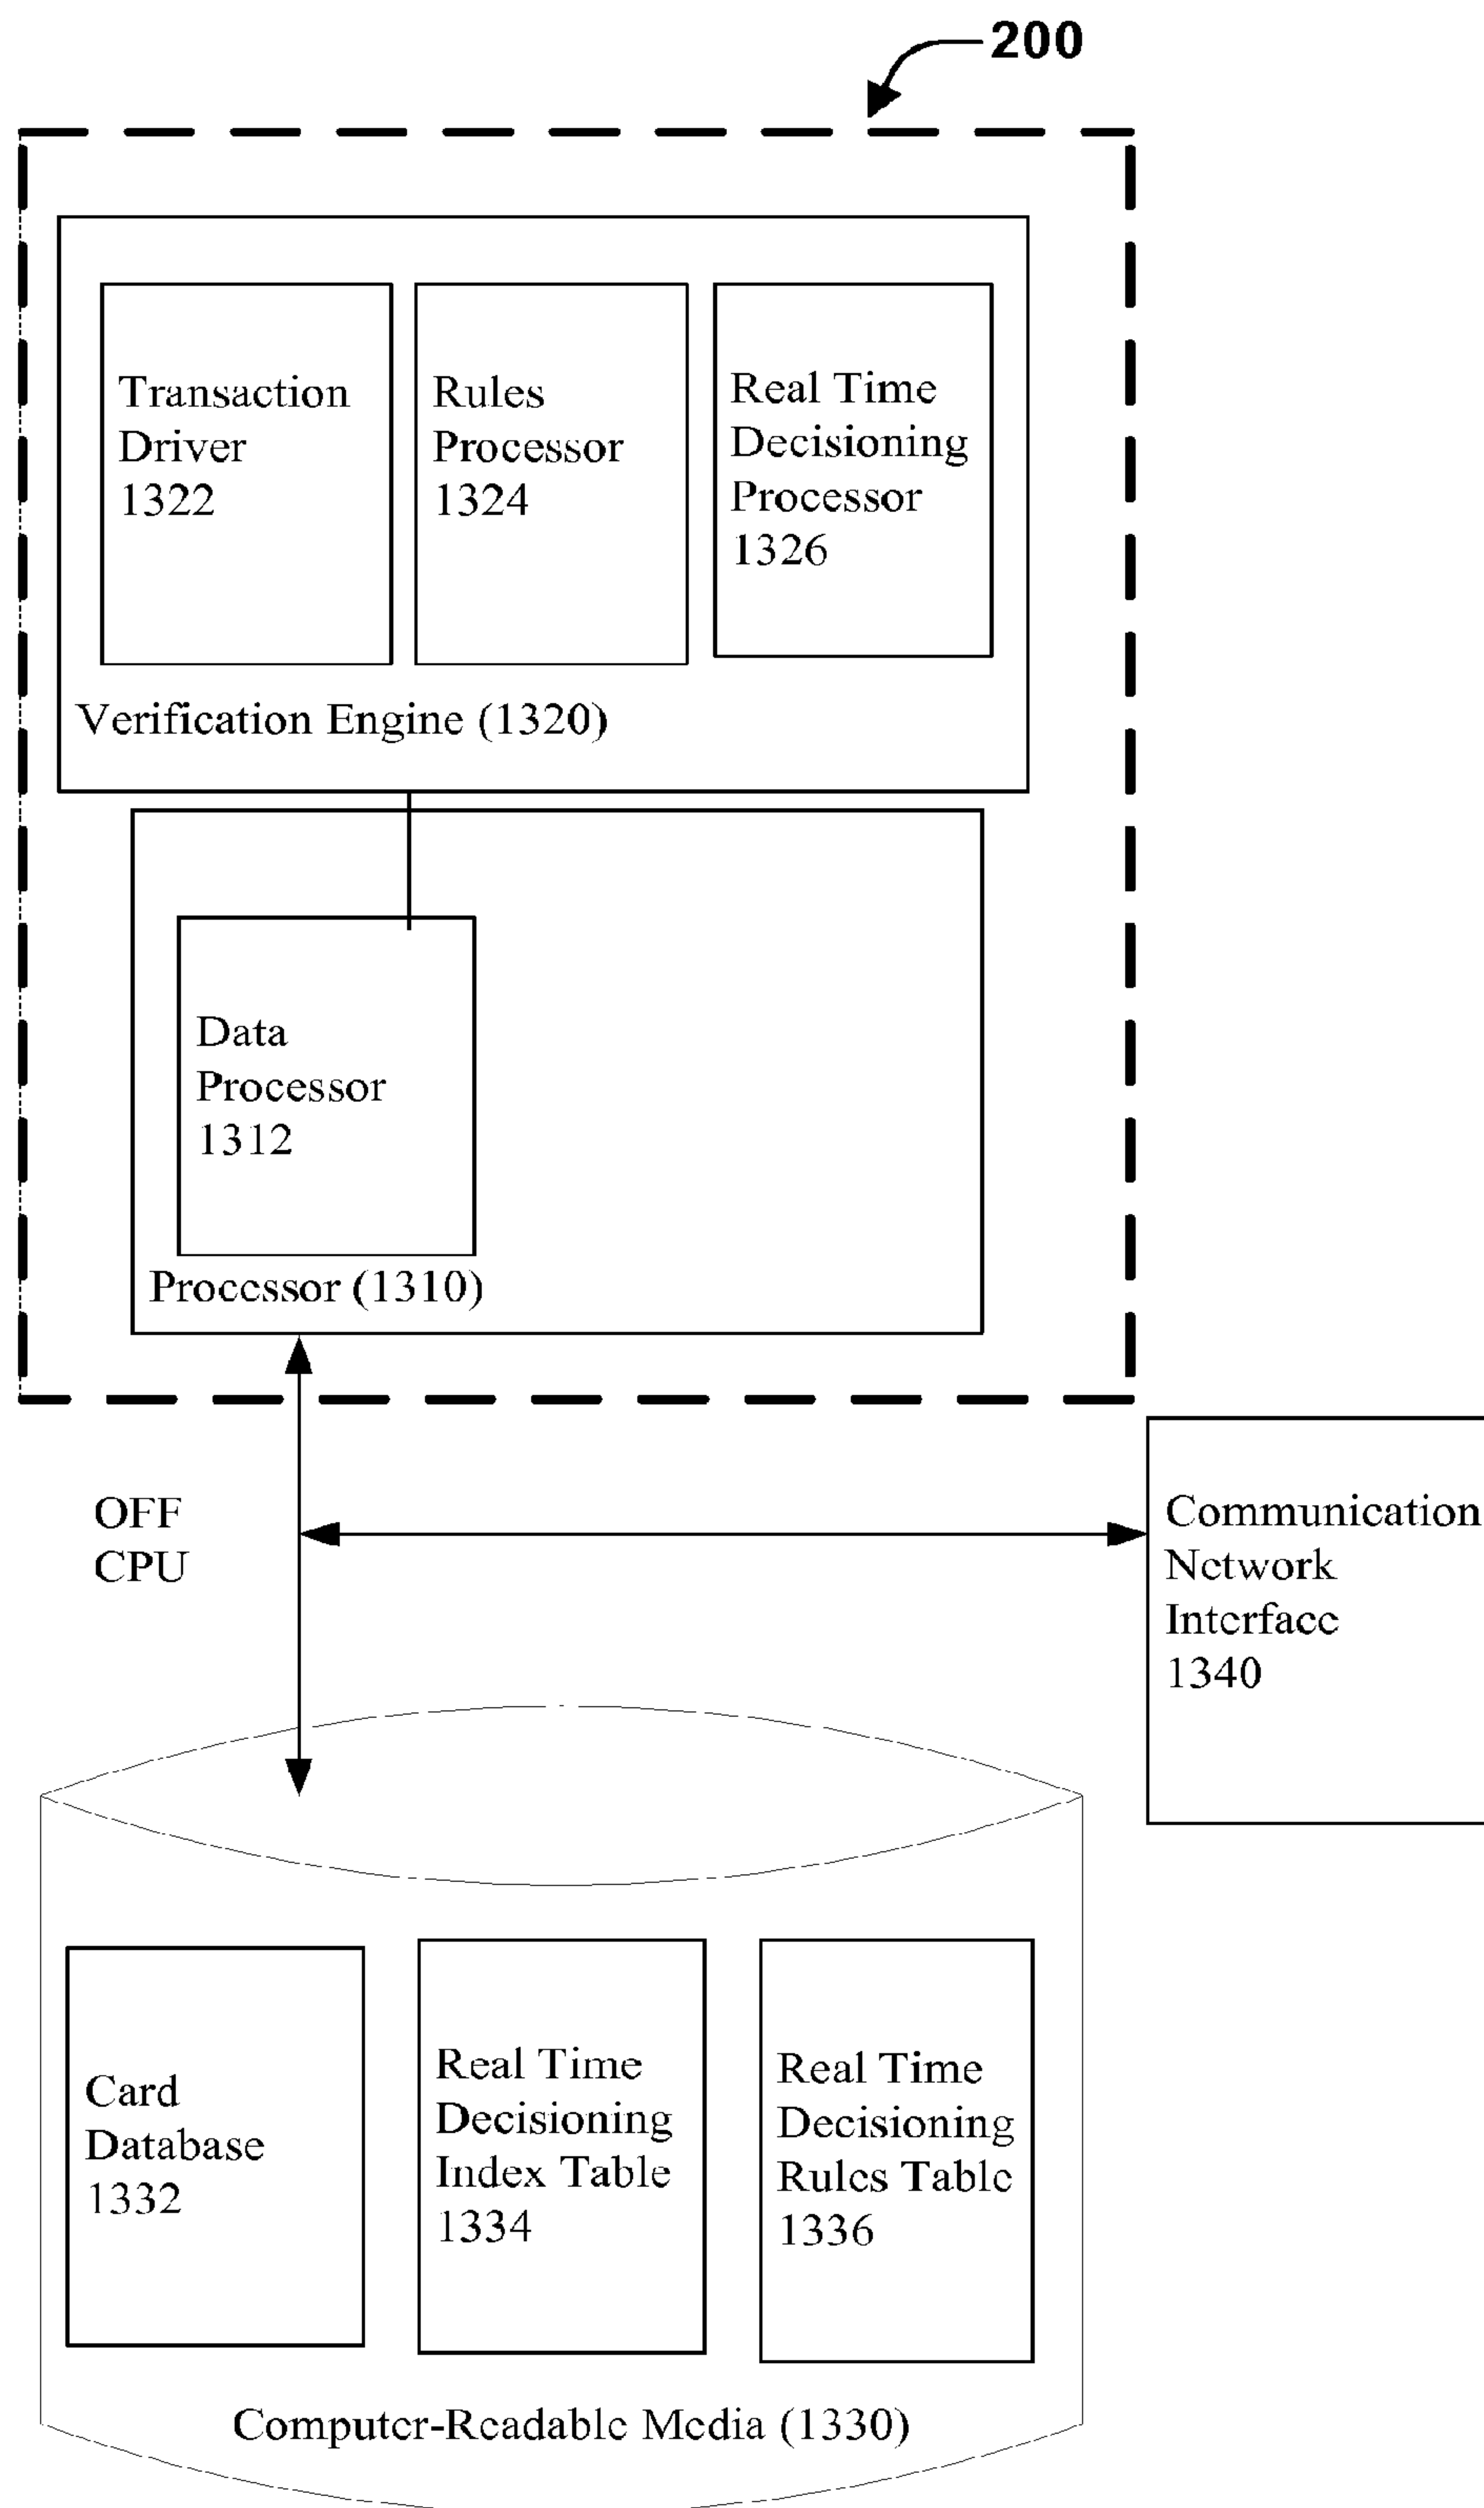 200
Transaction
Driver
1322
Rules
Processor
1324
Real Time
Decisioning
Processor
1326
Verification Engine (1320)
Data
Processor
1312
Processor (1310)
OFF
CPU
Communication
Network
Interface
1340
Card
Database
1332
Real Time
Decisioning
Index Table
1334
Real Time
Decisioning
Rules Table
1336
Computer-Readable Media (1330)